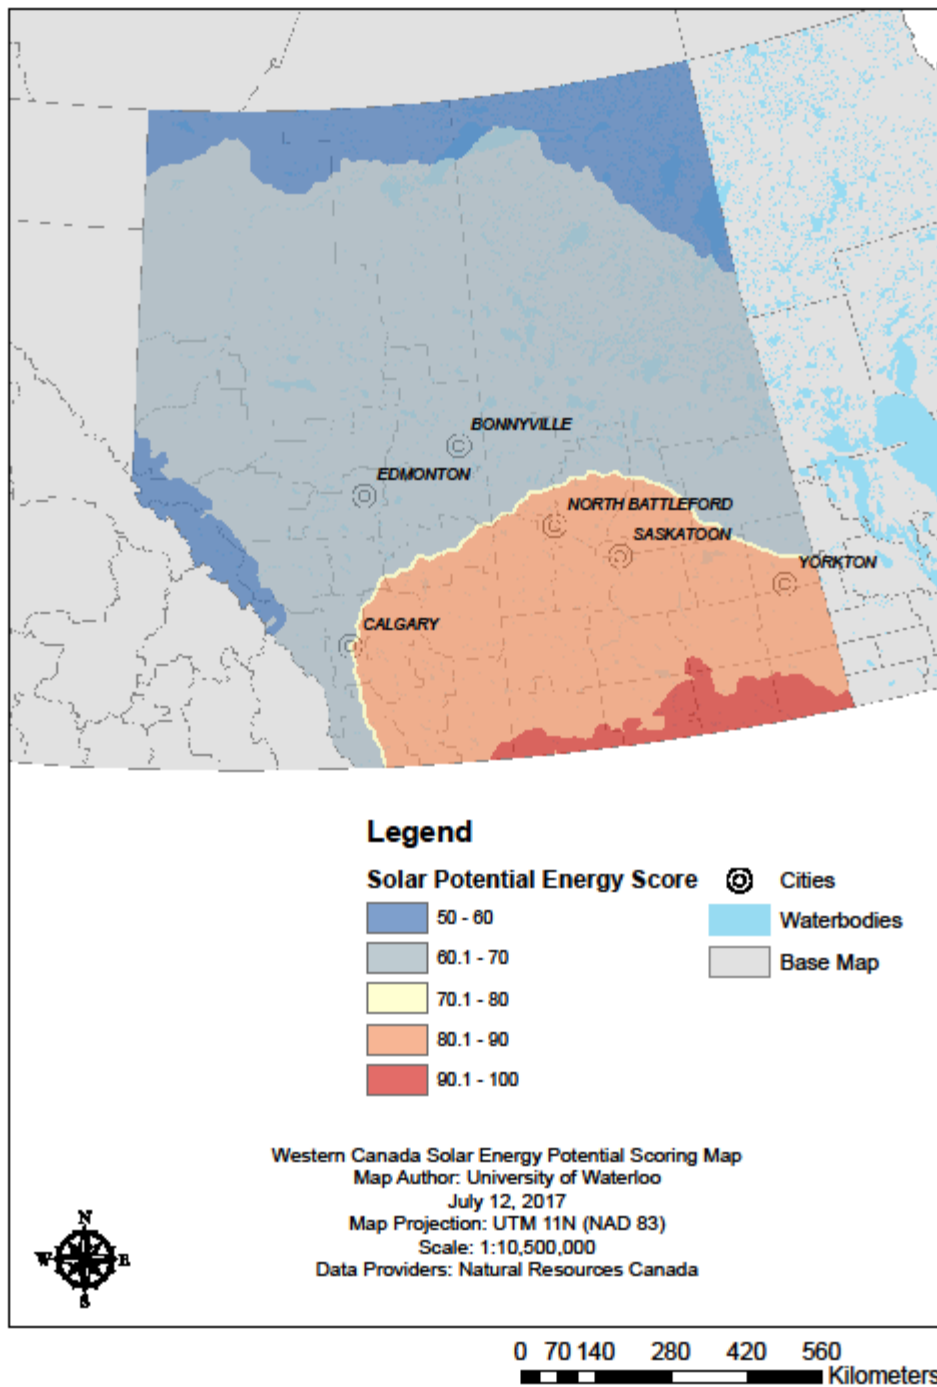 BONNYVILLE
EDMONTON
NORTH BATTLEFORD
SASKATOON
YORKTON
CALGARY
Legend
Solar Potential Energy Score
50 - 60
60.1 - 70
70.1 - 80
80.1 - 90
90.1 - 100
Cities
Waterbodies
Base Map
Western Canada Solar Energy Potential Scoring Map
Map Author: University of Waterloo
July 12, 2017
Map Projection: UTM 11N (NAD 83)
Scale: 1:10,500,000
Data Providers: Natural Resources Canada
N
W E
S
0 70 140 280 420 560
Kilometers